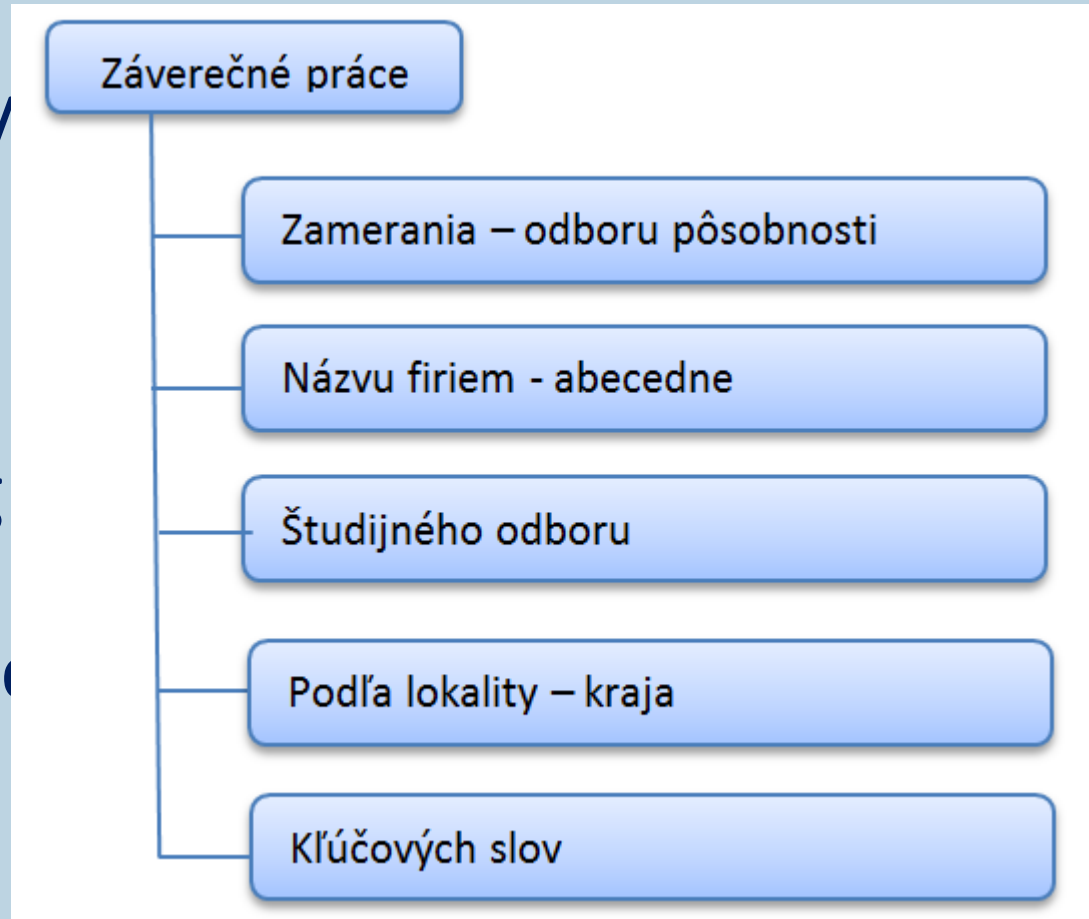 Záverečné práce
Zamerania – odboru pôsobnosti
Názvu firiem - abecedne
Študijného odboru
Podľa lokality – kraja
Kľúčových slov